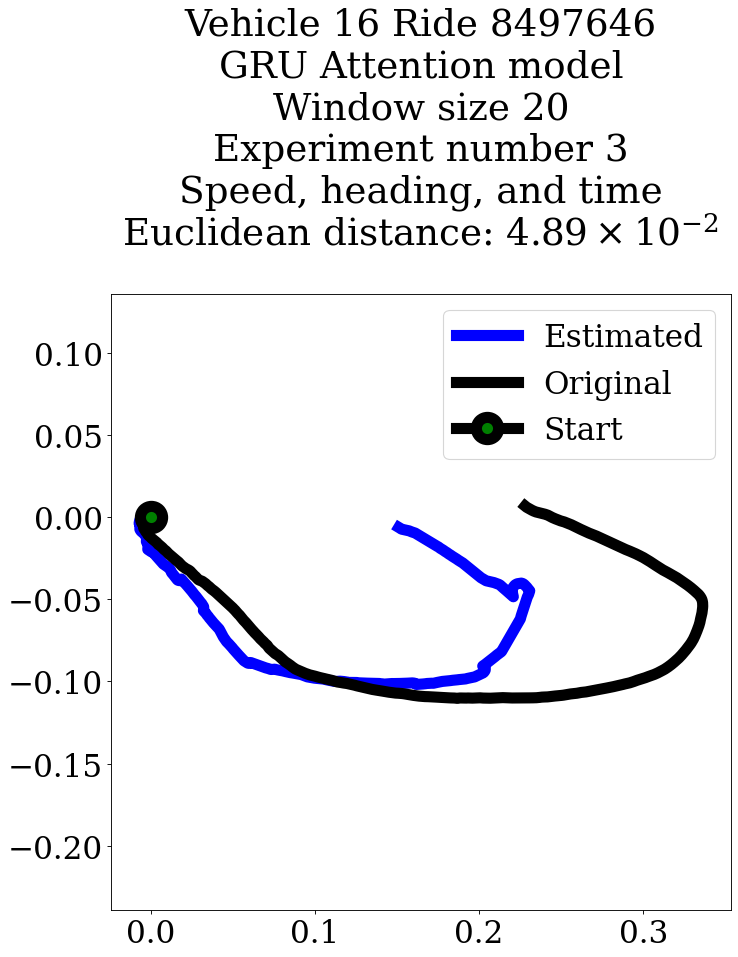 Vehicle 16 Ride 8497646
GRU Attention model
Window size 20
Experiment number 3
Speed, heading, and time
Euclidean distance: 4.89 × 10⁻²
Estimated
Original
Start
0.10
0.05
0.00
−0.05
−0.10
−0.15
−0.20
0.0 0.1 0.2 0.3